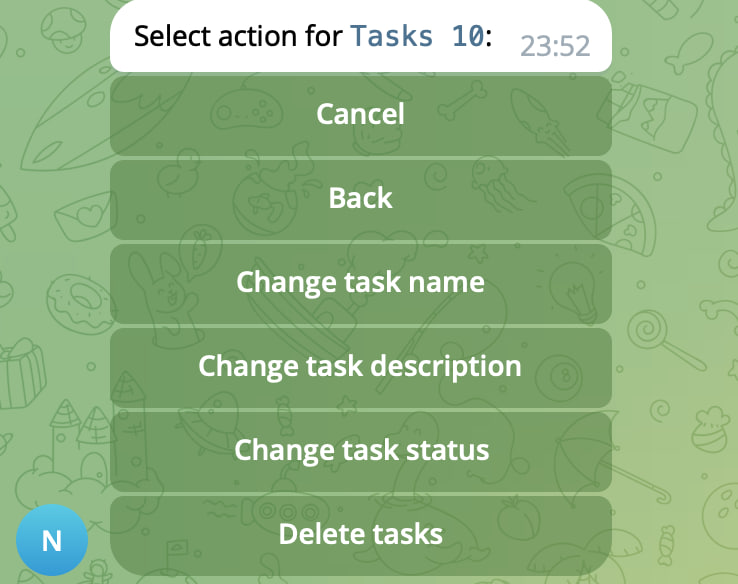 Select action for Tasks 10:
23:52
Cancel
Back
Change task name
Change task description
Change task status
Delete tasks
N